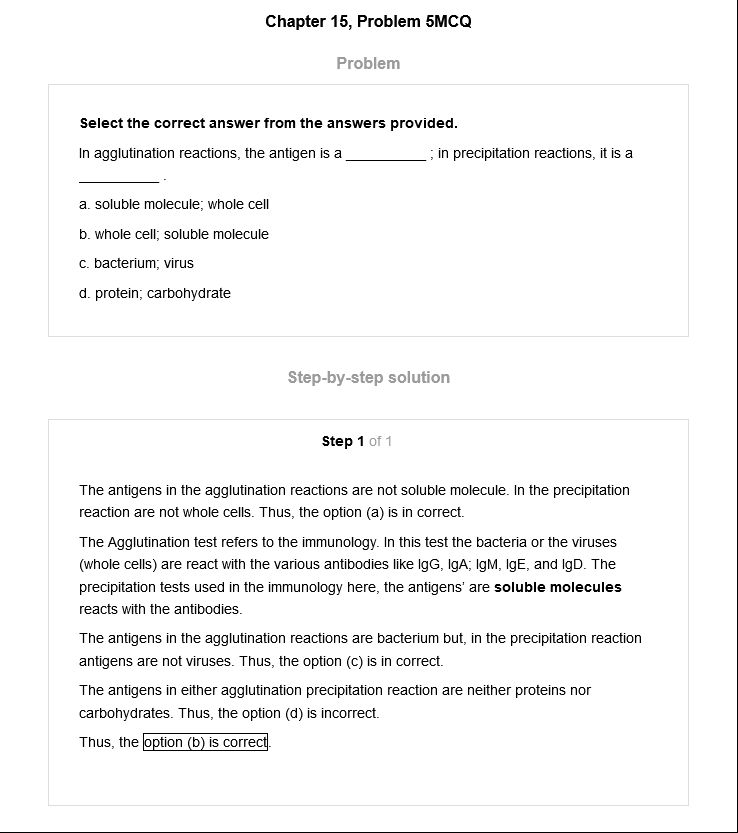 Chapter 15, Problem 5MCQ
Problem
Select the correct answer from the answers provided.
In agglutination reactions, the antigen is a __________ ; in precipitation reactions, it is a
__________ .
a. soluble molecule; whole cell
b. whole cell; soluble molecule
c. bacterium; virus
d. protein; carbohydrate
Step-by-step solution
Step 1 of 1
The antigens in the agglutination reactions are not soluble molecule. In the precipitation
reaction are not whole cells. Thus, the option (a) is in correct.
The Agglutination test refers to the immunology. In this test the bacteria or the viruses
(whole cells) are react with the various antibodies like IgG, IgA; IgM, IgE, and IgD. The
precipitation tests used in the immunology here, the antigens’ are soluble molecules
reacts with the antibodies.
The antigens in the agglutination reactions are bacterium but, in the precipitation reaction
antigens are not viruses. Thus, the option (c) is in correct.
The antigens in either agglutination precipitation reaction are neither proteins nor
carbohydrates. Thus, the option (d) is incorrect.
Thus, the option (b) is correct.